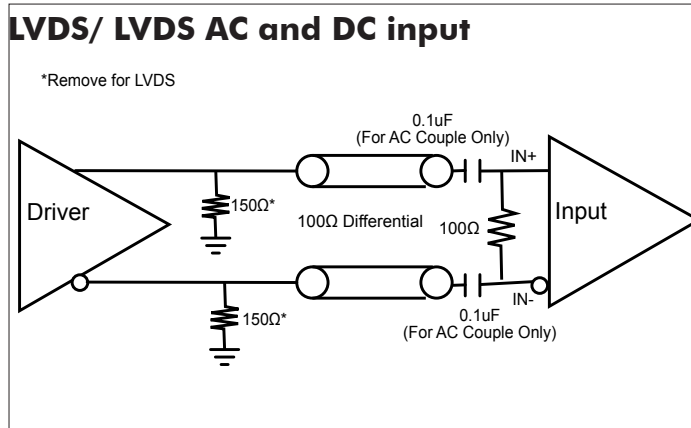 LVDS/ LVDS AC and DC input
*Remove for LVDS
0.1uF
(For AC Couple Only)
IN+
Driver
150Ω*
100Ω Differential
100Ω
Input
IN-
150Ω*
0.1uF
(For AC Couple Only)